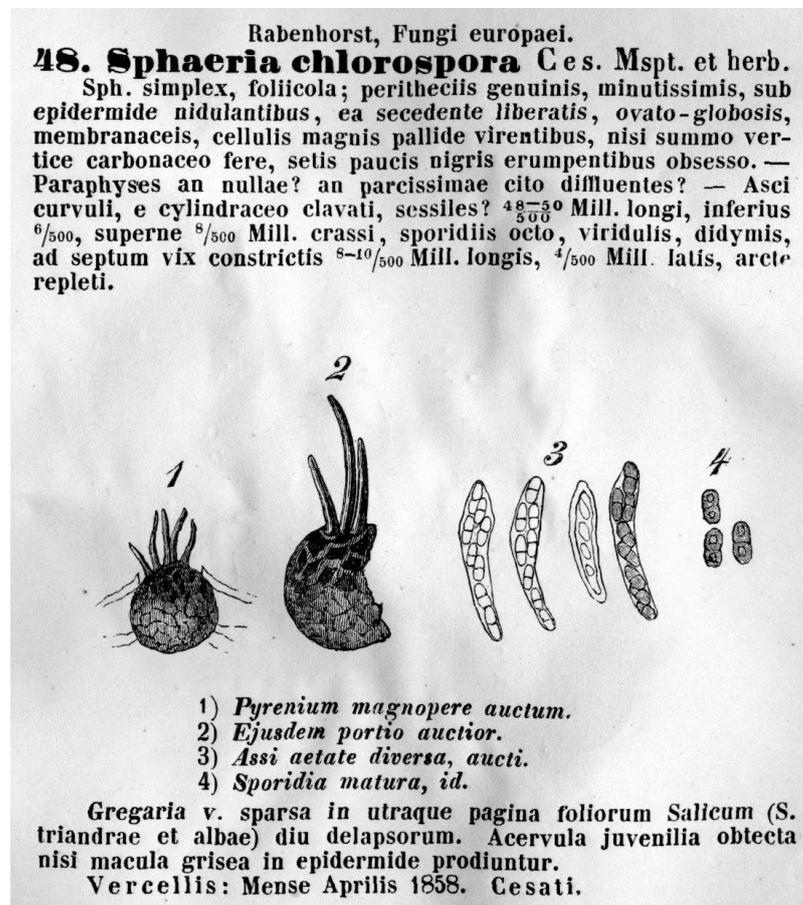 Rabenhorst, Fungi europaei.
48. Sphaeria chlorospora Ces. Mspt. et herb.
Sph. simplex, foliicola; peritheciis genuinis, minutissimis, sub
epidermide nidulantibus, ea secedente liberatis, ovato-globosis,
membranaceis, cellulis magnis pallide virentibus, nisi summo ver-
tice carbonaceo fere, setis paucis nigris erumpentibus obsesso. —
Paraphyses an nullae? an parcissimae cito diffluentes? — Asci
curvuli, e cylindraceo clavati, sessiles? 48–50/500 Mill. longi, inferius
6/500, superne 8/500 Mill. crassi, sporidiis octo, viridulis, didymis,
ad septum vix constrictis 8–10/500 Mill. longis, 4/500 Mill. latis, arcte
repleti.
1
2
3
4
1) Pyrenium magnopere auctum.
2) Ejusdem portio auctior.
3) Assi aetate diversa, aucti.
4) Sporidia matura, id.
Gregaria v. sparsa in utraque pagina foliorum Salicum (S.
triandrae et albae) diu delapsorum. Acervula juvenilia obtecta
nisi macula grisea in epidermide prodiuntur.
Vercellis: Mense Aprilis 1858. Cesati.